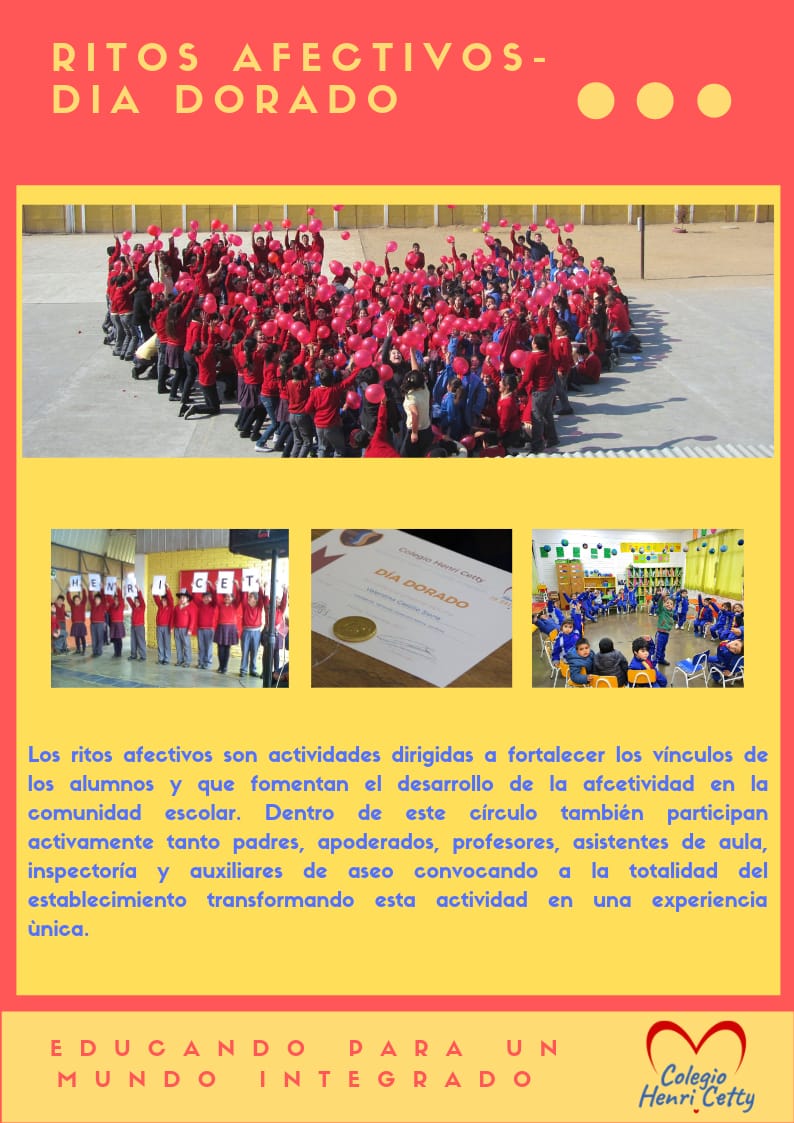 RITOS AFECTIVOS-
DIA DORADO
HENRI CET
Colegio Henri Cetty
DÍA DORADO
Los ritos afectivos son actividades dirigidas a fortalecer los vínculos de
los alumnos y que fomentan el desarrollo de la afcetividad en la
comunidad escolar. Dentro de este círculo también participan
activamente tanto padres, apoderados, profesores, asistentes de aula,
inspectoría y auxiliares de aseo convocando a la totalidad del
establecimiento transformando esta actividad en una experiencia
ùnica.
EDUCANDO PARA UN
MUNDO INTEGRADO
Colegio
Henri Cetty